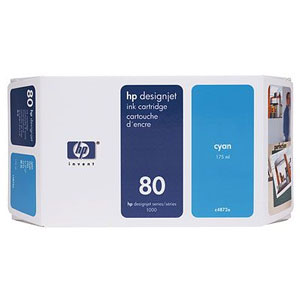 80
hp
invent
hp designjet
ink cartridge
cartouche
d'encre
80
hp designjet series/séries
1000
cyan
175 ml
c4872a